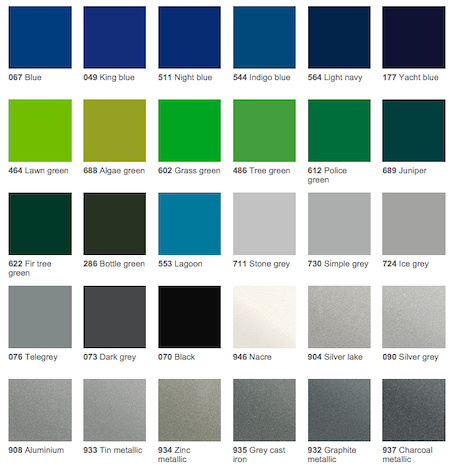 067 Blue
049 King blue
511 Night blue
544 Indigo blue
564 Light navy
177 Yacht blue
464 Lawn green
688 Algae green
602 Grass green
486 Tree green
612 Police
green
689 Juniper
622 Fir tree
green
286 Bottle green
553 Lagoon
711 Stone grey
730 Simple grey
724 Ice grey
076 Telegrey
073 Dark grey
070 Black
946 Nacre
904 Silver lake
090 Silver grey
908 Aluminium
933 Tin metallic
934 Zinc
metallic
935 Grey cast
iron
932 Graphite
metallic
937 Charcoal
metallic